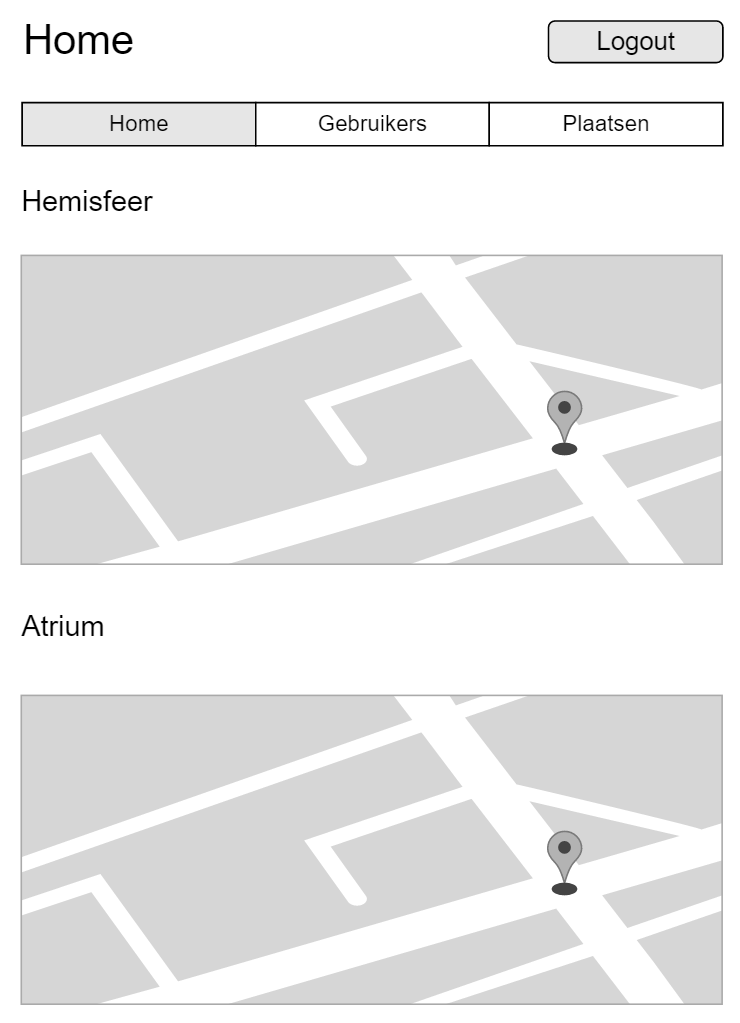 Home
Logout
Home
Gebruikers
Plaatsen
Hemisfeer
Atrium